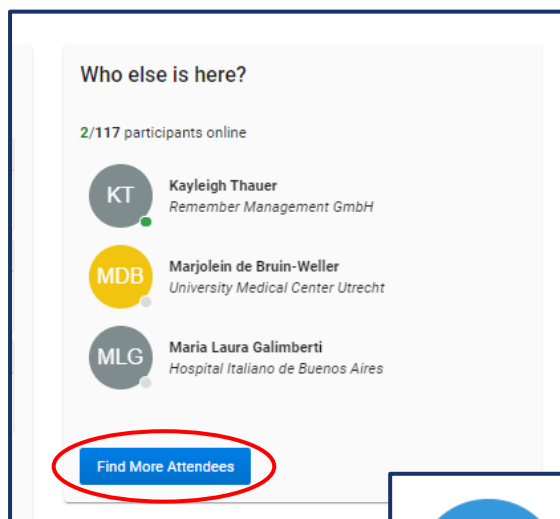 Who else is here?
2/117 participants online
KT
Kayleigh Thauer
Remember Management GmbH
MDB
Marjolein de Bruin-Weller
University Medical Center Utrecht
MLG
Maria Laura Galimberti
Hospital Italiano de Buenos Aires
Find More Attendees